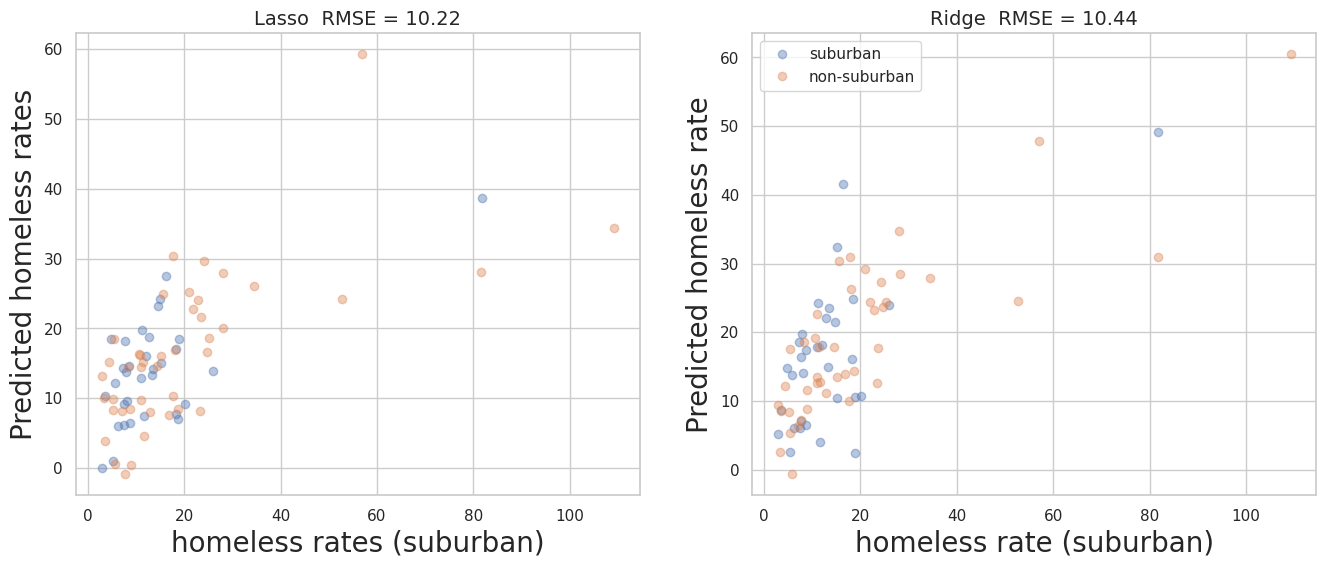 Lasso  RMSE = 10.22
Predicted homeless rates
60
50
40
30
20
10
0
0 20 40 60 80 100
homeless rates (suburban)
Ridge  RMSE = 10.44
suburban
non-suburban
Predicted homeless rate
60
50
40
30
20
10
0
0 20 40 60 80 100
homeless rate (suburban)